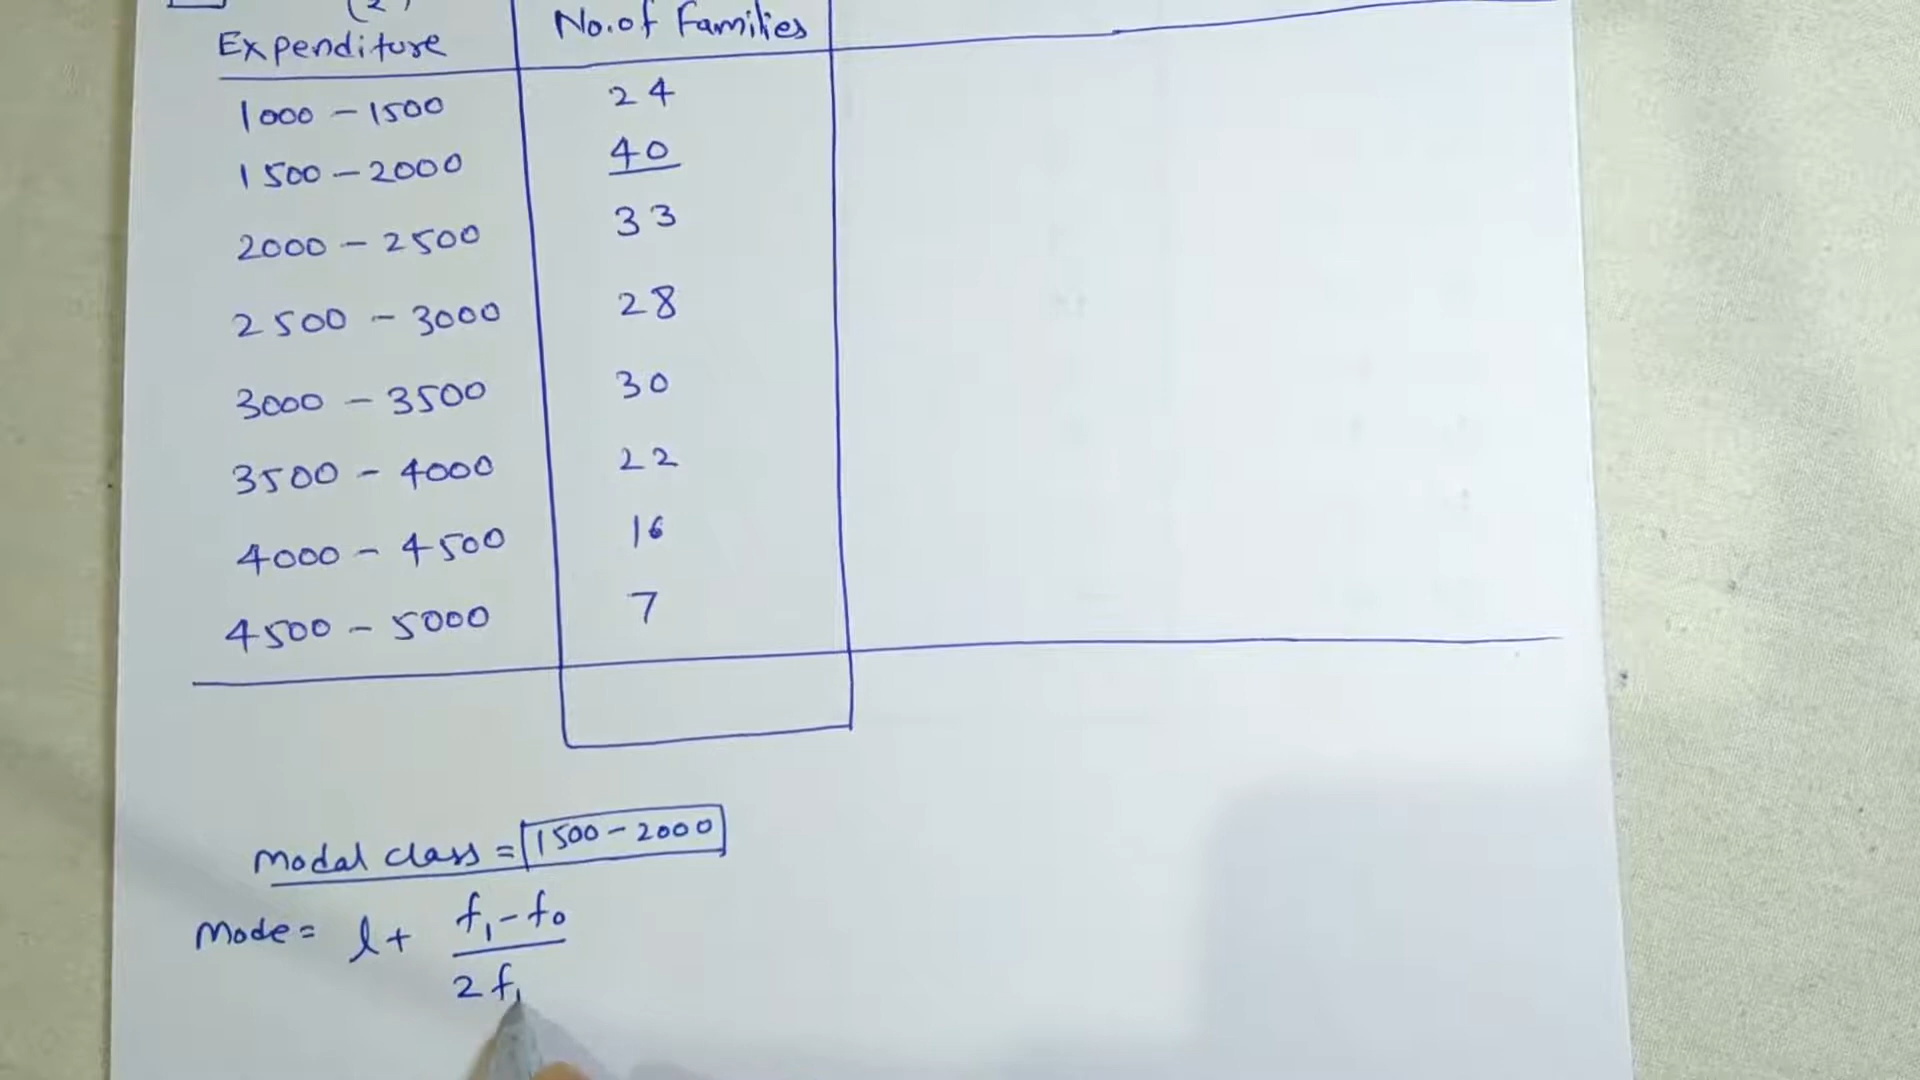 (₹)
Expenditure No. of Families
1000 - 1500 24
1500 - 2000 40
2000 - 2500 33
2500 - 3000 28
3000 - 3500 30
3500 - 4000 22
4000 - 4500 16
4500 - 5000 7
Modal class = 1500 - 2000
Mode = l + f₁ - f₀
2f₁